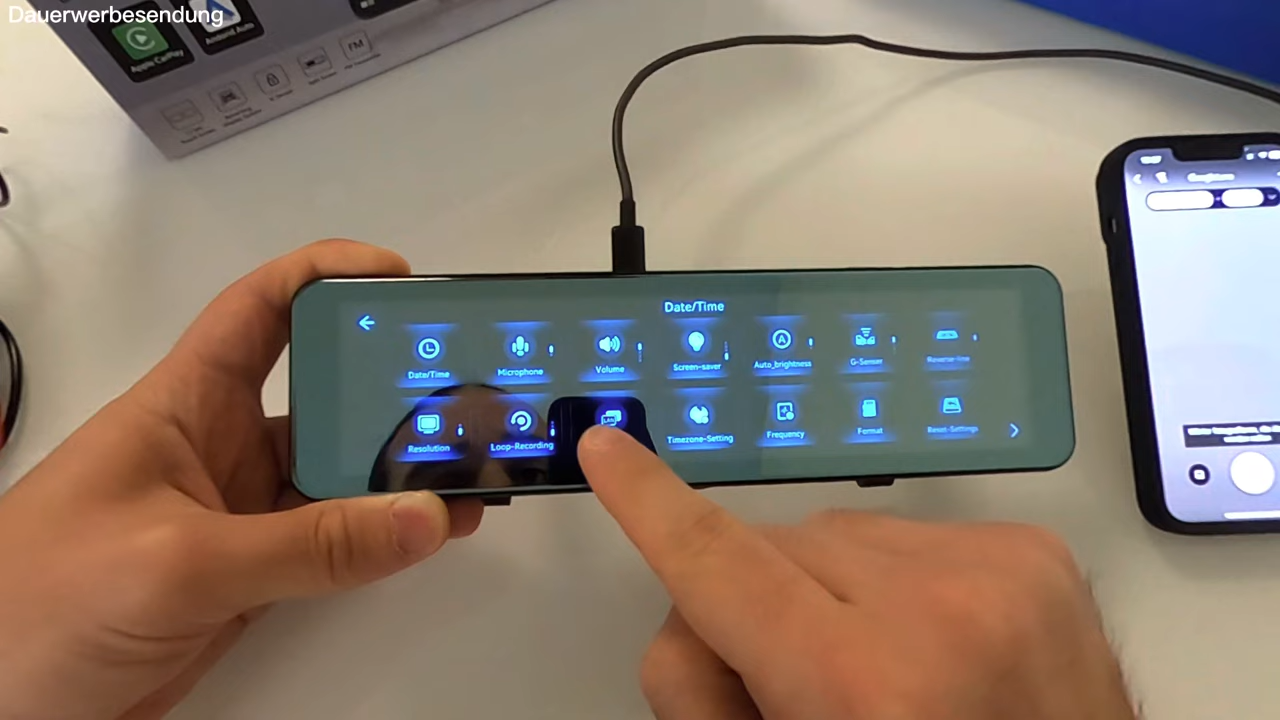 Dauerwerbesendung
Apple CarPlay
Android Auto
FM
Date/Time
Date/Time
Microphone
Volume
Screen-saver
Auto_brightness
G-Sensor
Reverse-line
Resolution
Loop-Recording
Timezone-Setting
Frequency
Format
Reset-Settings